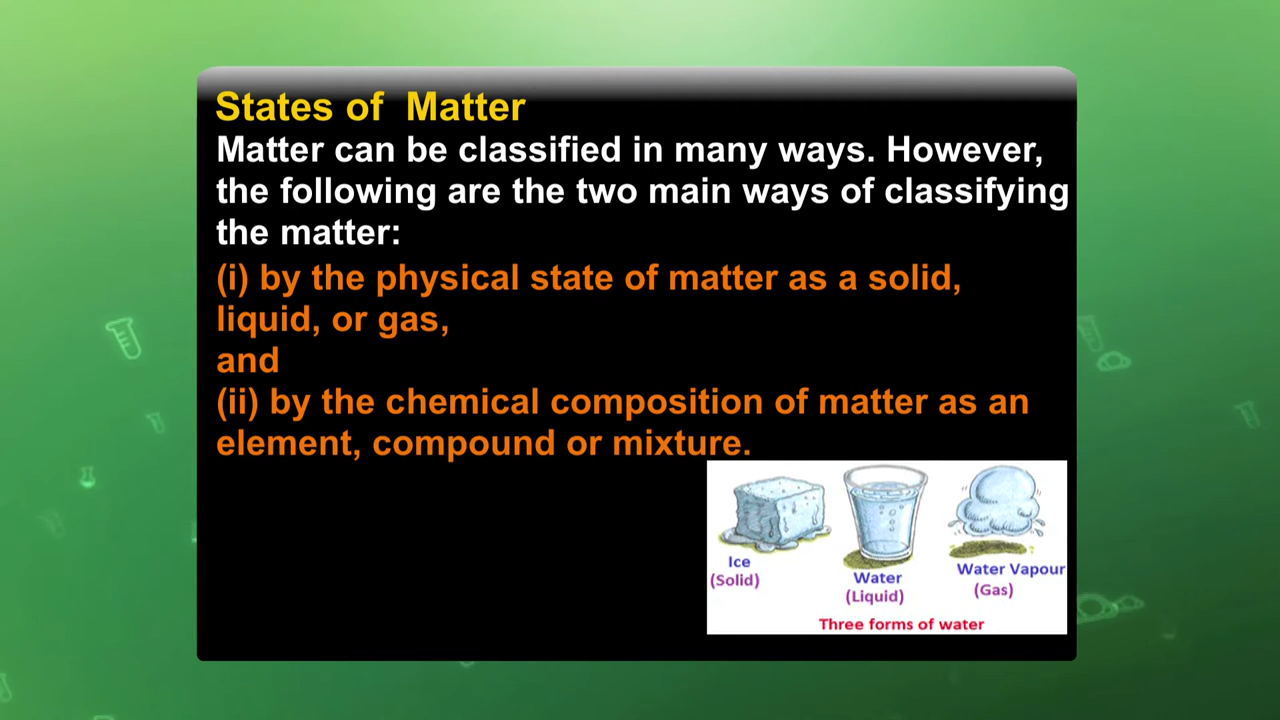 States of  Matter
Matter can be classified in many ways. However,
the following are the two main ways of classifying
the matter:
(i) by the physical state of matter as a solid,
liquid, or gas,
and
(ii) by the chemical composition of matter as an
element, compound or mixture.
Ice
(Solid)
Water
(Liquid)
Water Vapour
(Gas)
Three forms of water